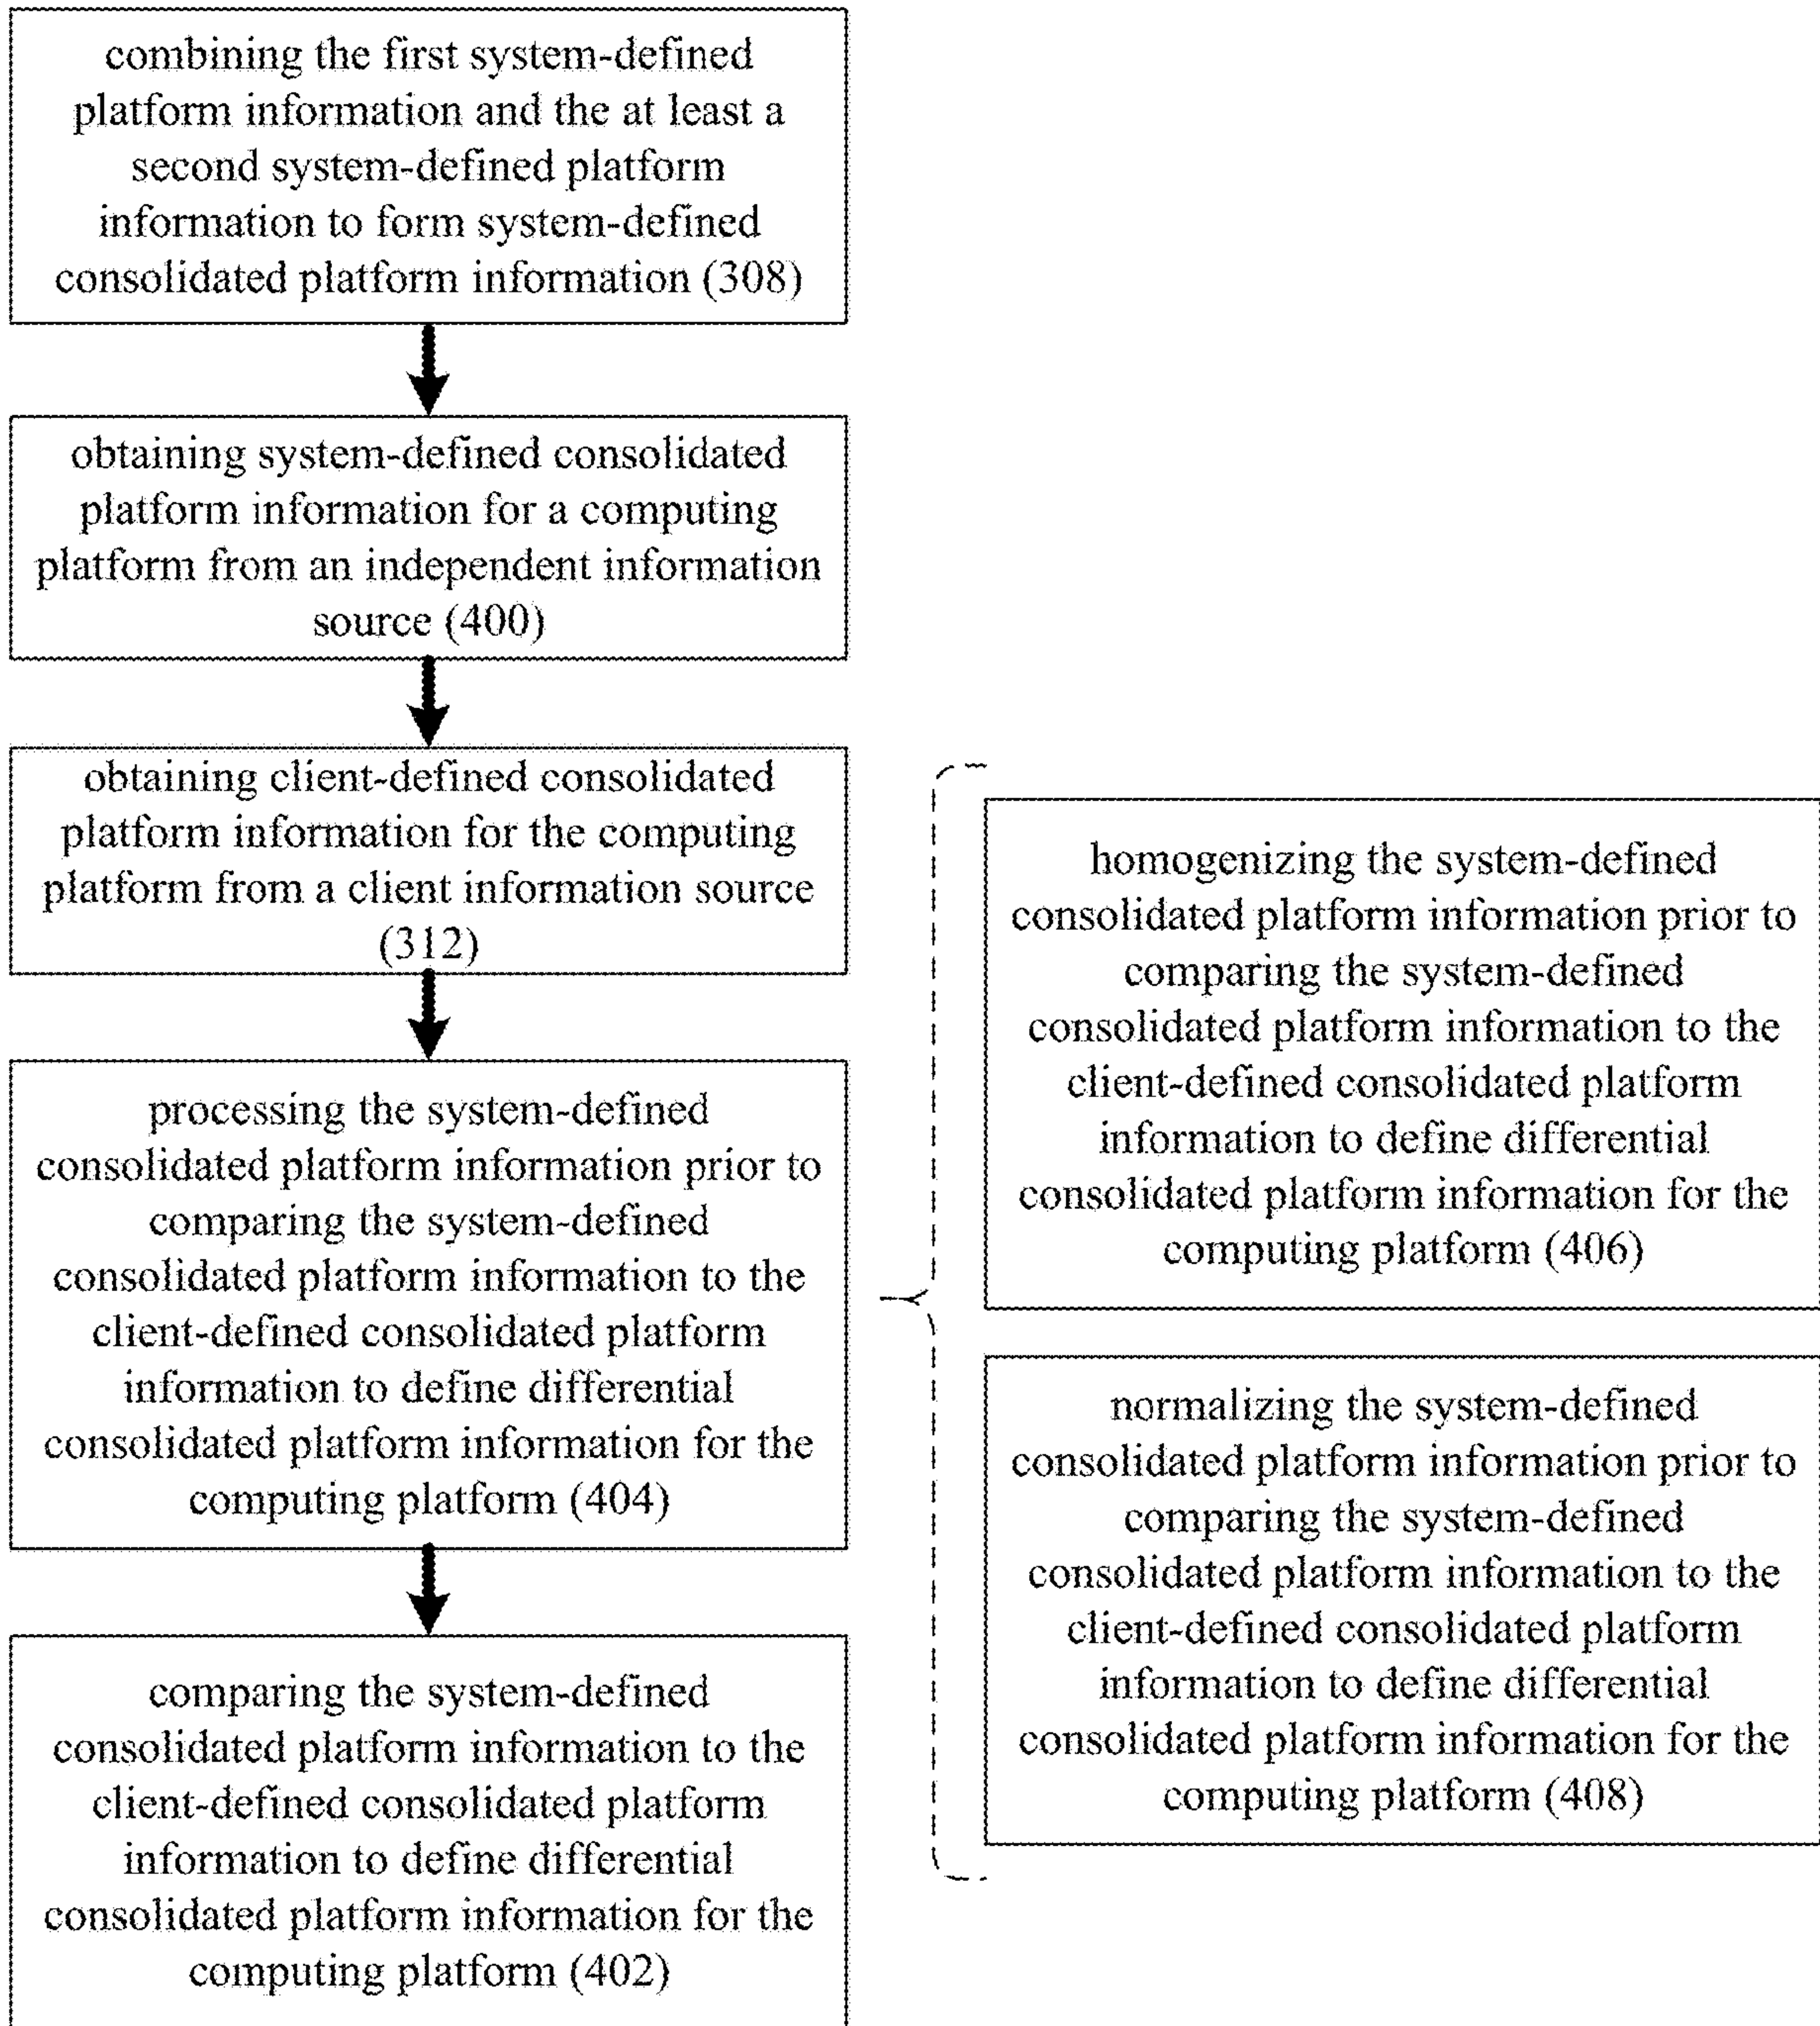 combining the first system-defined
platform information and the at least a
second system-defined platform
information to form system-defined
consolidated platform information (308)
obtaining system-defined consolidated
platform information for a computing
platform from an independent information
source (400)
obtaining client-defined consolidated
platform information for the computing
platform from a client information source
(312)
processing the system-defined
consolidated platform information prior to
comparing the system-defined
consolidated platform information to the
client-defined consolidated platform
information to define differential
consolidated platform information for the
computing platform (404)
comparing the system-defined
consolidated platform information to the
client-defined consolidated platform
information to define differential
consolidated platform information for the
computing platform (402)
homogenizing the system-defined
consolidated platform information prior to
comparing the system-defined
consolidated platform information to the
client-defined consolidated platform
information to define differential
consolidated platform information for the
computing platform (406)
normalizing the system-defined
consolidated platform information prior to
comparing the system-defined
consolidated platform information to the
client-defined consolidated platform
information to define differential
consolidated platform information for the
computing platform (408)